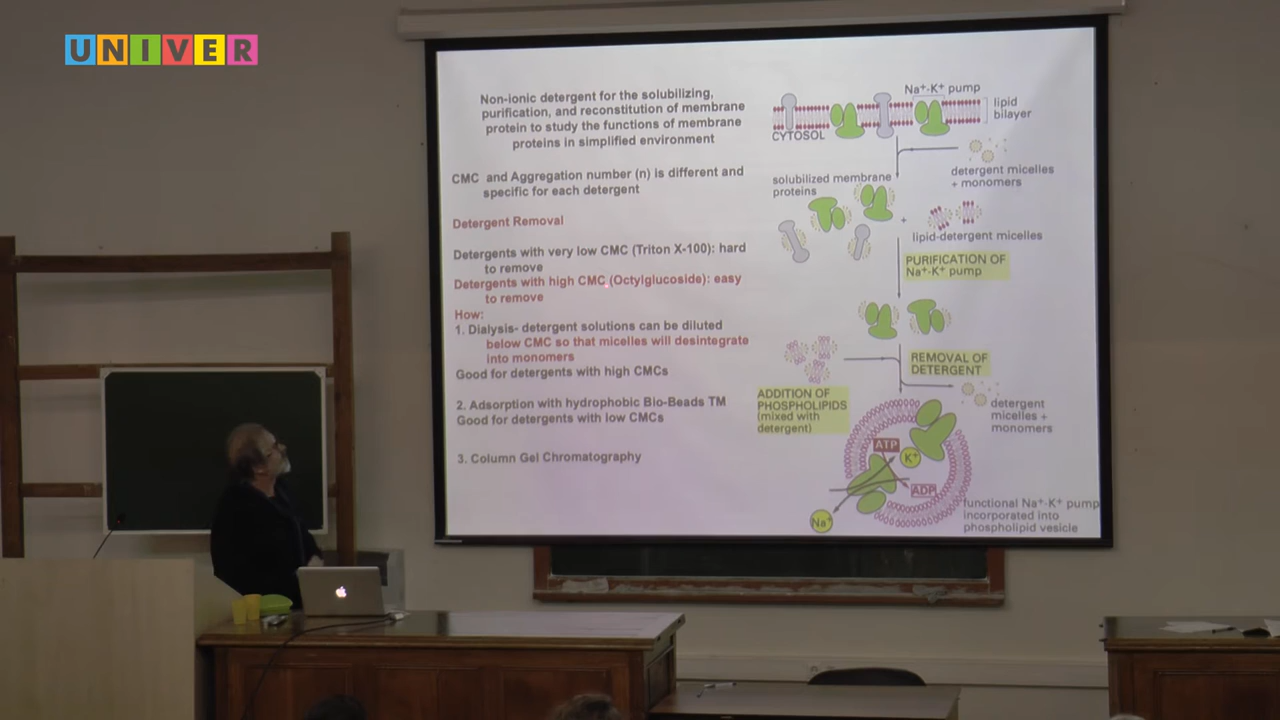 UNIVER
Non-ionic detergent for the solubilizing,
purification, and reconstitution of membrane
protein to study the functions of membrane
proteins in simplified environment
CMC and Aggregation number (n) is different and
specific for each detergent
Detergent Removal
Detergents with very low CMC (Triton X-100): hard
to remove
Detergents with high CMC (Octylglucoside): easy
to remove
How:
1. Dialysis- detergent solutions can be diluted
below CMC so that micelles will desintegrate
into monomers
Good for detergents with high CMCs
2. Adsorption with hydrophobic Bio-Beads TM
Good for detergents with low CMCs
3. Column Gel Chromatography
Na⁺-K⁺ pump
lipid
bilayer
CYTOSOL
detergent micelles
+ monomers
solubilized membrane
proteins
+
lipid-detergent micelles
PURIFICATION OF
Na⁺-K⁺ pump
REMOVAL OF
DETERGENT
ADDITION OF
PHOSPHOLIPIDS
(mixed with
detergent)
detergent
micelles +
monomers
ATP
K⁺
ADP
Na⁺
functional Na⁺-K⁺ pump
incorporated into
phospholipid vesicle